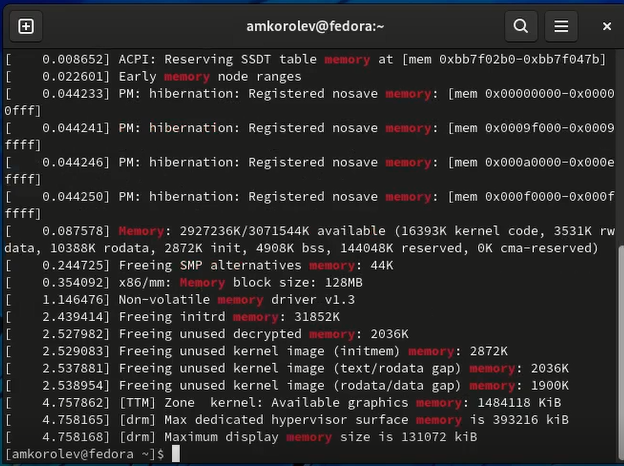 amkorolev@fedora:~
[    0.008652] ACPI: Reserving SSDT table memory at [mem 0xbb7f02b0-0xbb7f047b]
[    0.022601] Early memory node ranges
[    0.044233] PM: hibernation: Registered nosave memory: [mem 0x00000000-0x0000
0fff]
[    0.044241] PM: hibernation: Registered nosave memory: [mem 0x0009f000-0x0009
ffff]
[    0.044246] PM: hibernation: Registered nosave memory: [mem 0x000a0000-0x000e
ffff]
[    0.044250] PM: hibernation: Registered nosave memory: [mem 0x000f0000-0x000f
ffff]
[    0.087578] Memory: 2927236K/3071544K available (16393K kernel code, 3531K rw
data, 10388K rodata, 2872K init, 4908K bss, 144048K reserved, 0K cma-reserved)
[    0.244725] Freeing SMP alternatives memory: 44K
[    0.354092] x86/mm: Memory block size: 128MB
[    1.146476] Non-volatile memory driver v1.3
[    2.439414] Freeing initrd memory: 31852K
[    2.527982] Freeing unused decrypted memory: 2036K
[    2.529083] Freeing unused kernel image (initmem) memory: 2872K
[    2.537881] Freeing unused kernel image (text/rodata gap) memory: 2036K
[    2.538954] Freeing unused kernel image (rodata/data gap) memory: 1900K
[    4.757862] [TTM] Zone  kernel: Available graphics memory: 1484118 KiB
[    4.758165] [drm] Max dedicated hypervisor surface memory is 393216 kiB
[    4.758168] [drm] Maximum display memory size is 131072 kiB
[amkorolev@fedora ~]$